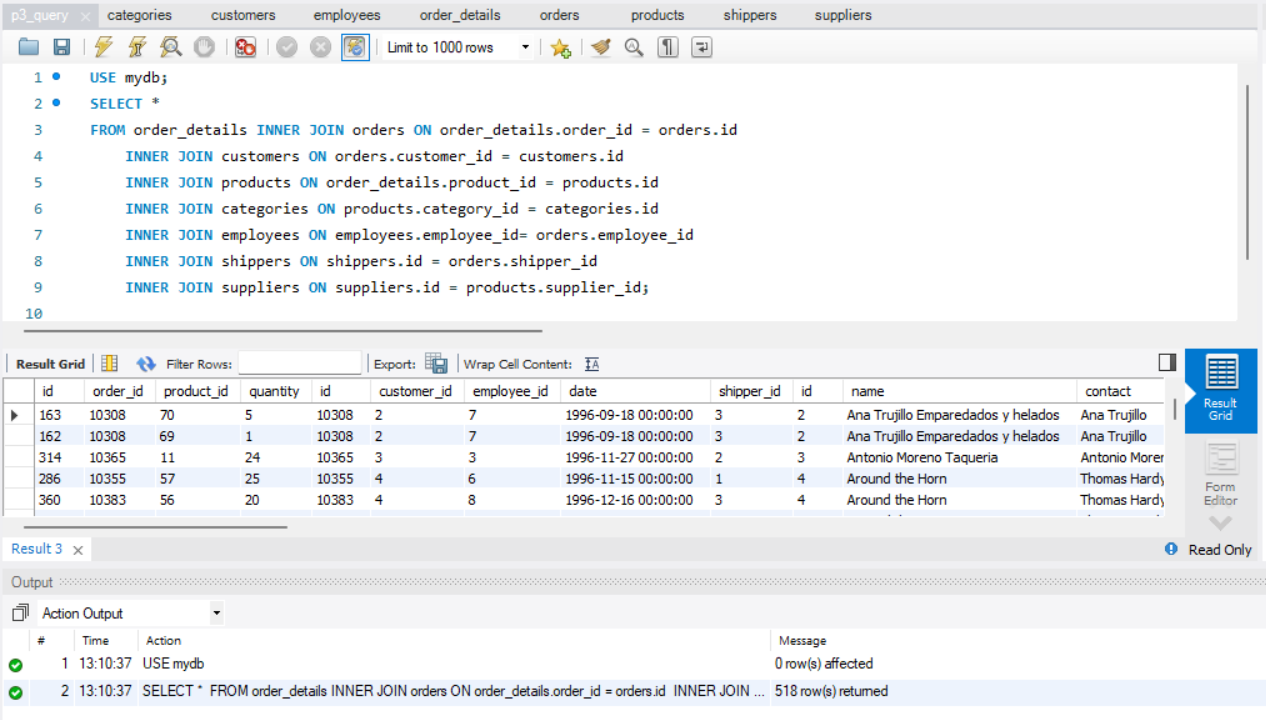 p3_query categories customers employees order_details orders products shippers suppliers
Limit to 1000 rows
1 USE mydb;
2 SELECT *
3 FROM order_details INNER JOIN orders ON order_details.order_id = orders.id
4 INNER JOIN customers ON orders.customer_id = customers.id
5 INNER JOIN products ON order_details.product_id = products.id
6 INNER JOIN categories ON products.category_id = categories.id
7 INNER JOIN employees ON employees.employee_id= orders.employee_id
8 INNER JOIN shippers ON shippers.id = orders.shipper_id
9 INNER JOIN suppliers ON suppliers.id = products.supplier_id;
10
Result Grid Filter Rows: Export: Wrap Cell Content:
id order_id product_id quantity id customer_id employee_id date shipper_id id name contact
163 10308 70 5 10308 2 7 1996-09-18 00:00:00 3 2 Ana Trujillo Emparedados y helados Ana Trujillo
162 10308 69 1 10308 2 7 1996-09-18 00:00:00 3 2 Ana Trujillo Emparedados y helados Ana Trujillo
314 10365 11 24 10365 3 3 1996-11-27 00:00:00 2 3 Antonio Moreno Taqueria Antonio Morer
286 10355 57 25 10355 4 6 1996-11-15 00:00:00 1 4 Around the Horn Thomas Hardy
360 10383 56 20 10383 4 8 1996-12-16 00:00:00 3 4 Around the Horn Thomas Hardy
Result
Grid
Form
Editor
Result 3 Read Only
Output
Action Output
# Time Action Message
1 13:10:37 USE mydb 0 row(s) affected
2 13:10:37 SELECT * FROM order_details INNER JOIN orders ON order_details.order_id = orders.id INNER JOIN ... 518 row(s) returned